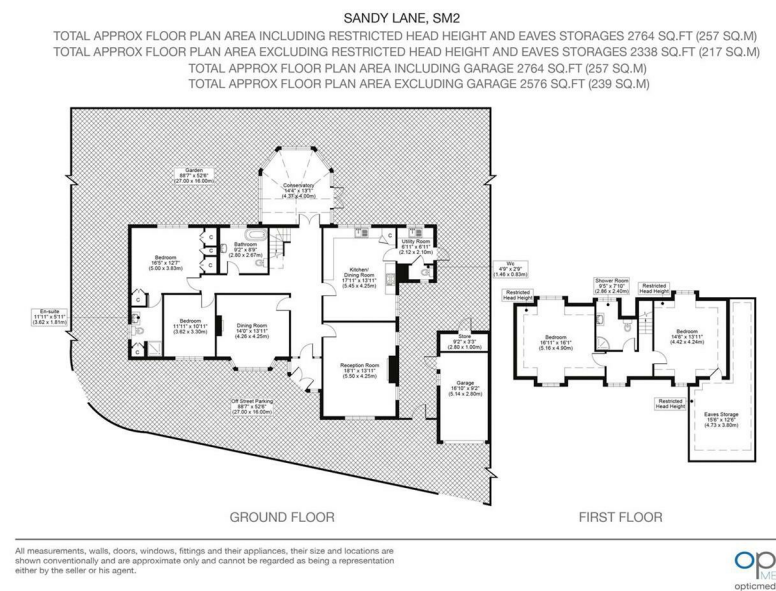 SANDY LANE, SM2
TOTAL APPROX FLOOR PLAN AREA INCLUDING RESTRICTED HEAD HEIGHT AND EAVES STORAGES 2764 SQ.FT (257 SQ.M)
TOTAL APPROX FLOOR PLAN AREA EXCLUDING RESTRICTED HEAD HEIGHT AND EAVES STORAGES 2338 SQ.FT (217 SQ.M)
TOTAL APPROX FLOOR PLAN AREA INCLUDING GARAGE 2764 SQ.FT (257 SQ.M)
TOTAL APPROX FLOOR PLAN AREA EXCLUDING GARAGE 2576 SQ.FT (239 SQ.M)
Garden
68'7" x 52'6"
(27.00 x 16.00m)
Conservatory
14'4" x 13'1"
(4.37 x 4.00m)
Bedroom
16'5" x 12'7"
(5.00 x 3.83m)
C
C
C
Bathroom
9'2" x 8'9"
(2.80 x 2.67m)
Kitchen/
Dining Room
17'11" x 13'11"
(5.45 x 4.25m)
C
Utility Room
6'11" x 6'11"
(2.12 x 2.10m)
Wc
4'9" x 2'9"
(1.46 x 0.83m)
C
En-suite
11'11" x 5'11"
(3.62 x 1.81m)
C
Bedroom
11'11" x 10'11"
(3.62 x 3.30m)
Dining Room
14'0" x 13'11"
(4.26 x 4.25m)
Reception Room
18'1" x 13'11"
(5.50 x 4.25m)
Store
9'2" x 3'3"
(2.80 x 1.00m)
Garage
16'10" x 9'2"
(5.14 x 2.80m)
Off Street Parking
68'7" x 52'6"
(27.00 x 16.00m)
Restricted
Head Height
Shower Room
9'5" x 7'10"
(2.86 x 2.40m)
Restricted
Head Height
Bedroom
16'11" x 16'1"
(5.16 x 4.90m)
Bedroom
14'6" x 13'11"
(4.42 x 4.24m)
Restricted
Head Height
Eaves Storage
15'6" x 12'6"
(4.73 x 3.80m)
GROUND FLOOR
FIRST FLOOR
All measurements, walls, doors, windows, fittings and their appliances, their size and locations are
shown conventionally and are approximate only and cannot be regarded as being a representation
either by the seller or his agent.
op
ME
opticmed